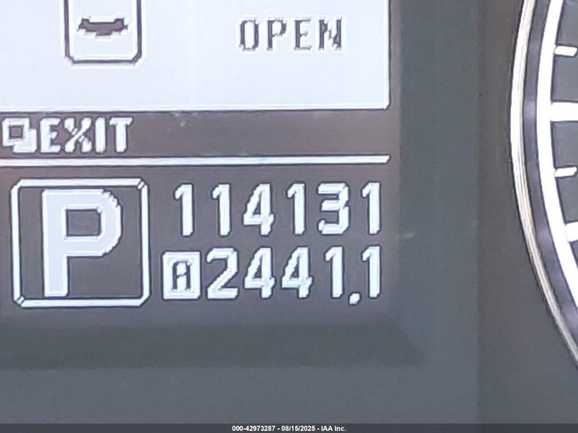 OPEN
EXIT
P 114131
A 2441.1
000-42973287 - 08/15/2025 - IAA Inc.